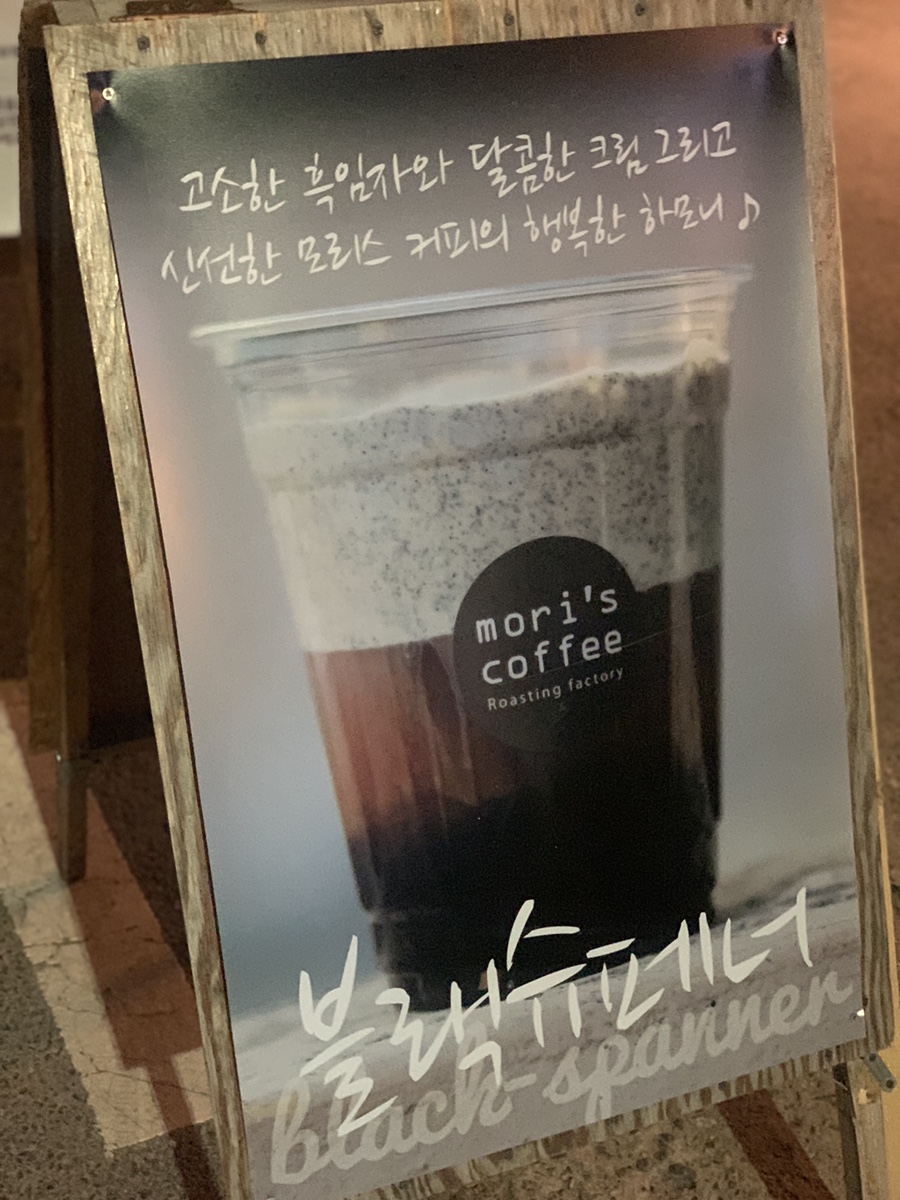 고소한 흑임자와 달콤한 크림 그리고
신선한 모리스 커피의 행복한 하모니♪
mori's
coffee
Roasting factory
블랙슈페너
black-spanner